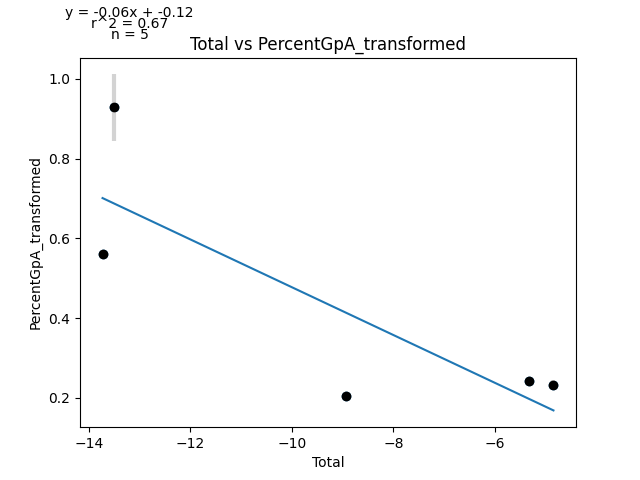 y = -0.06x + -0.12
r^2 = 0.67
n = 5
Total vs PercentGpA_transformed
1.0
0.8
0.6
0.4
0.2
PercentGpA_transformed
−14
−12
−10
−8
−6
Total